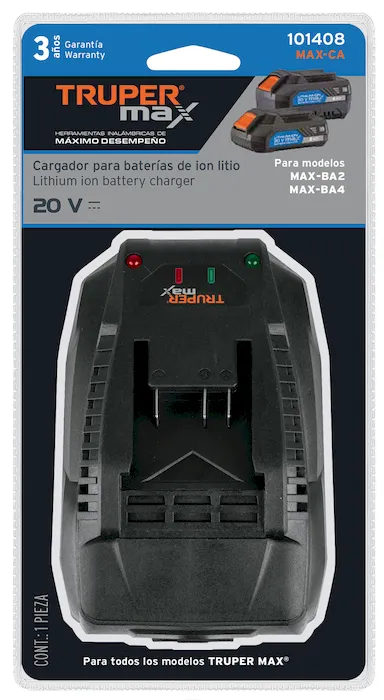 3 años
Garantía
Warranty
101408
MAX-CA
TRUPER
max
HERRAMIENTAS INALÁMBRICAS DE
MÁXIMO DESEMPEÑO
Cargador para baterías de ion litio
Lithium ion battery charger
20 V
Para modelos
MAX-BA2
MAX-BA4
TRUPER
max
CONT.: 1 PIEZA
Para todos los modelos TRUPER MAX®